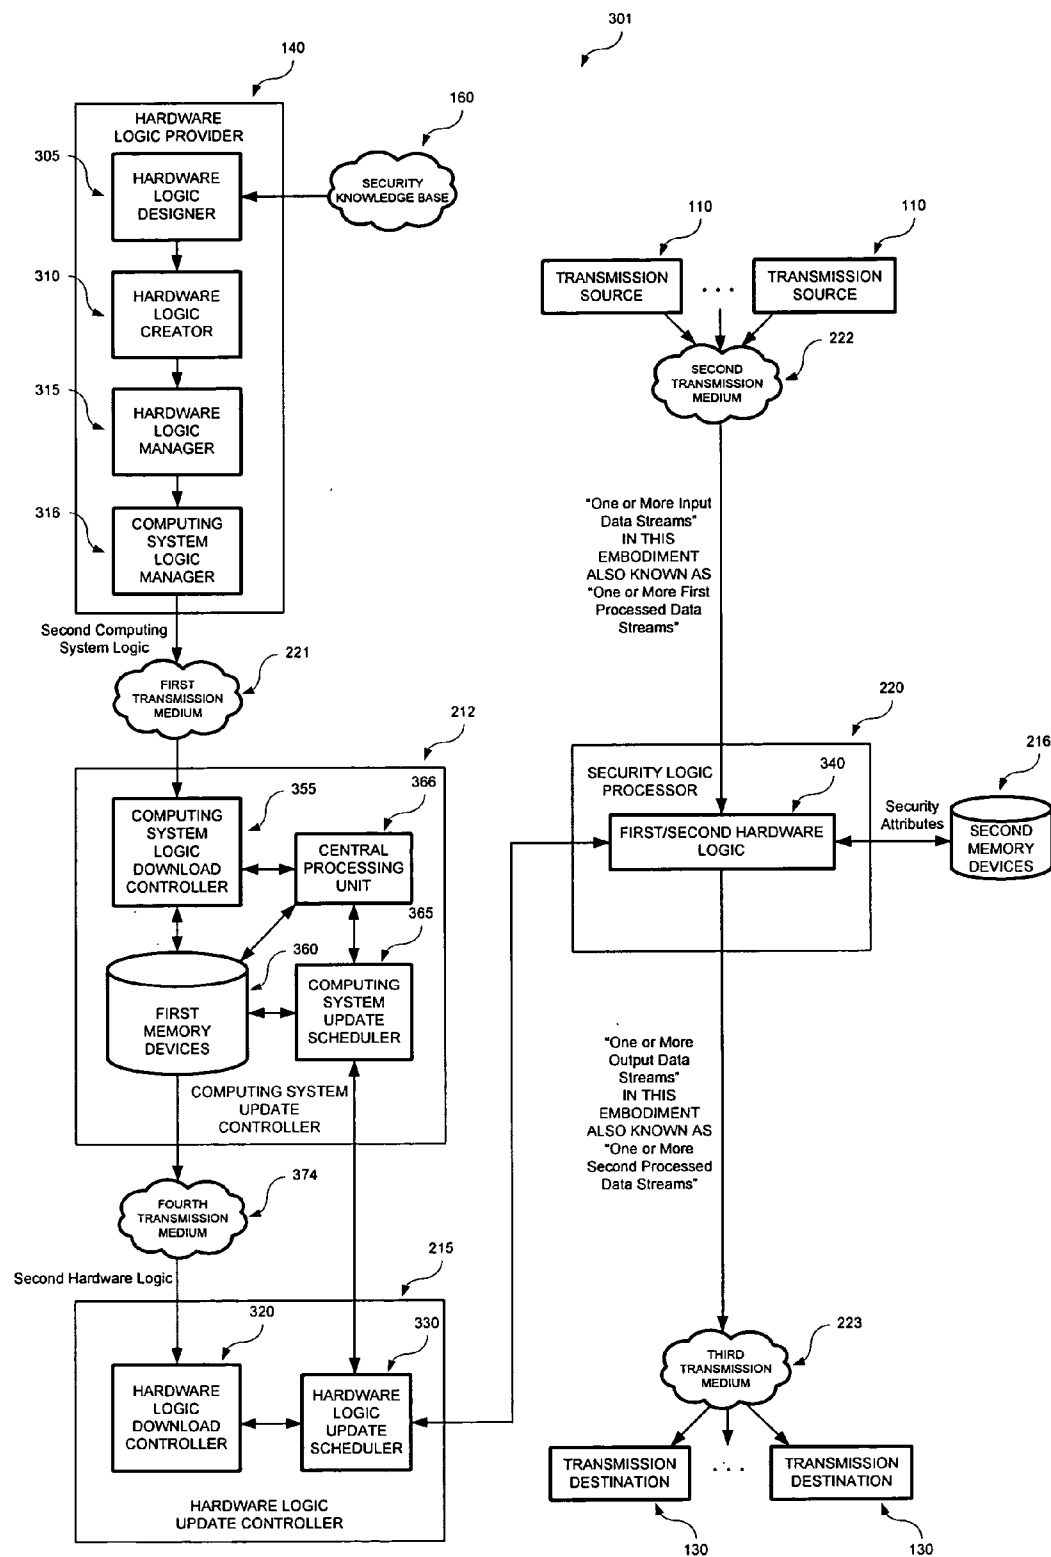 301
140
HARDWARE
LOGIC PROVIDER
160
305
HARDWARE
LOGIC
DESIGNER
SECURITY
KNOWLEDGE BASE
310
HARDWARE
LOGIC
CREATOR
315
HARDWARE
LOGIC
MANAGER
316
COMPUTING
SYSTEM
LOGIC
MANAGER
Second Computing
System Logic
221
FIRST
TRANSMISSION
MEDIUM
212
355
366
COMPUTING
SYSTEM
LOGIC
DOWNLOAD
CONTROLLER
CENTRAL
PROCESSING
UNIT
365
360
FIRST
MEMORY
DEVICES
COMPUTING
SYSTEM
UPDATE
SCHEDULER
COMPUTING SYSTEM
UPDATE
CONTROLLER
374
FOURTH
TRANSMISSION
MEDIUM
Second Hardware Logic
215
320
330
HARDWARE
LOGIC
DOWNLOAD
CONTROLLER
HARDWARE
LOGIC
UPDATE
SCHEDULER
HARDWARE LOGIC
UPDATE CONTROLLER
110
110
TRANSMISSION
SOURCE
. . .
TRANSMISSION
SOURCE
222
SECOND
TRANSMISSION
MEDIUM
"One or More Input
Data Streams"
IN THIS
EMBODIMENT
ALSO KNOWN AS
"One or More First
Processed Data
Streams"
220
216
SECURITY LOGIC
PROCESSOR
340
FIRST/SECOND HARDWARE
LOGIC
Security
Attributes
SECOND
MEMORY
DEVICES
"One or More
Output Data
Streams"
IN THIS
EMBODIMENT
ALSO KNOWN AS
"One or More
Second Processed
Data Streams"
223
THIRD
TRANSMISSION
MEDIUM
TRANSMISSION
DESTINATION
. . .
TRANSMISSION
DESTINATION
130
130